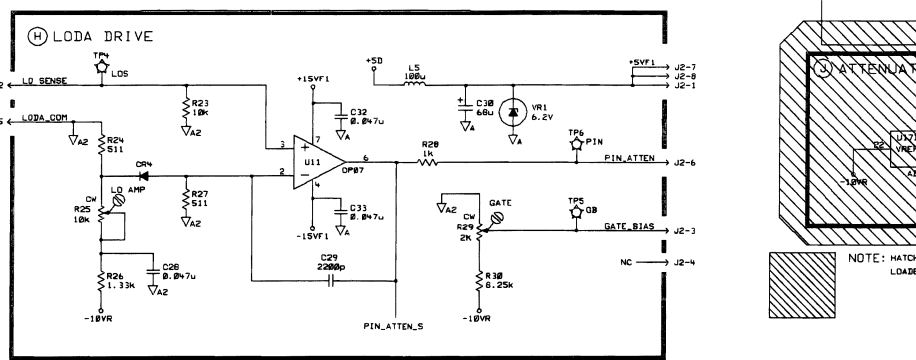 H LODA DRIVE
TP4
LOS
LO_SENSE
LODA_COM
R23
10k
A2
A2
R24
511
CR4
LO AMP
CW
R25
10k
R27
511
A2
C28
0.047u
A2
R26
1.33k
-10VR
+15VF1
C32
0.047u
A
7
3
2
U11
6
OP07
4
C33
0.047u
A
-15VF1
C29
2200p
PIN_ATTEN_S
+5D
L5
100u
C30
68u
A
VR1
6.2V
A
+5VF1
J2-7
J2-8
J2-1
R28
1k
TP6
PIN
PIN_ATTEN
J2-6
A2
GATE
CW
R29
2K
TP5
GB
GATE_BIAS
J2-3
NC
J2-4
R30
8.25k
-10VR
J ATTENUAT
U17
VREF
-10VR
NOTE: HATCH
LOADE